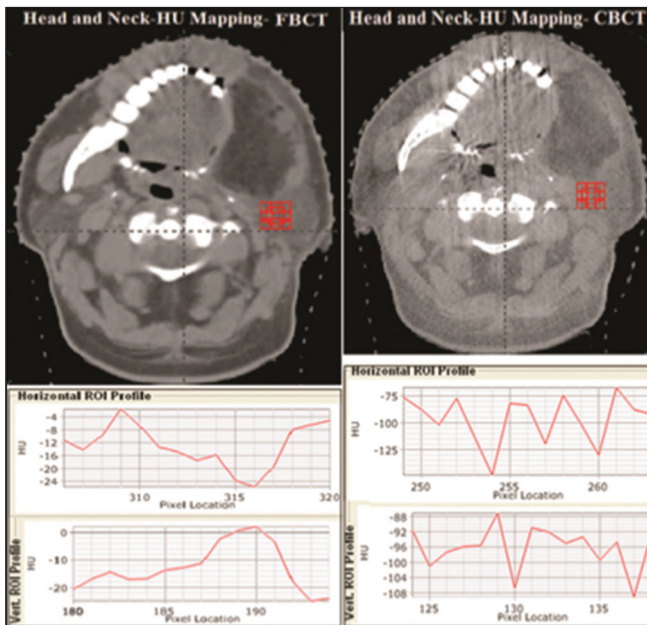 Head and Neck-HU Mapping- FBCT
Head and Neck-HU Mapping- CBCT
Horizontal ROI Profile
-4
-8
-12
-16
-20
-24
HU
310
315
320
Pixel Location
Vert. ROI Profile
0
-10
-20
HU
180
185
190
Pixel Location
Horizontal ROI Profile
-75
-100
-125
HU
250
255
260
Pixel Location
Vert. ROI Profile
-88
-92
-96
-100
-104
-108
HU
125
130
135
Pixel Location